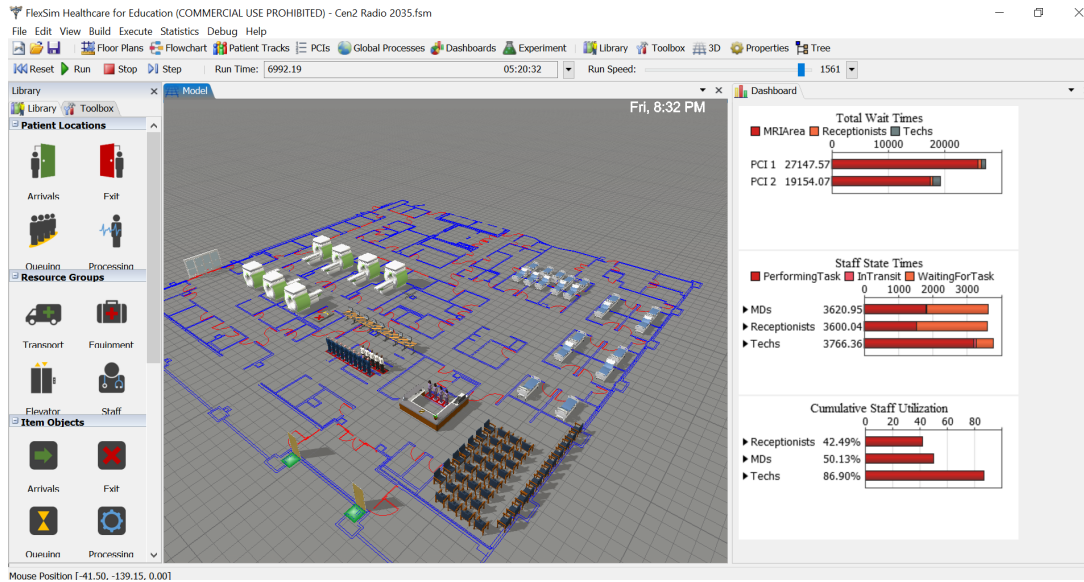 FlexSim Healthcare for Education (COMMERCIAL USE PROHIBITED) - Cen2 Radio 2035.fsm
File Edit View Build Execute Statistics Debug Help
Floor Plans Flowchart Patient Tracks PCIs Global Processes Dashboards Experiment Library Toolbox 3D Properties Tree
Reset Run Stop Step Run Time: 6992.19 05:20:32 Run Speed: 1561
Library
Library Toolbox
Patient Locations
Arrivals Exit
Queuing Processing
Resource Groups
Transport Equipment
Elevator Staff
Item Objects
Arrivals Exit
Queuing Processing
Model
Fri, 8:32 PM
Dashboard
Total Wait Times
MRIArea Receptionists Techs
0 10000 20000
PCI 1 27147.57
PCI 2 19154.07
Staff State Times
PerformingTask InTransit WaitingForTask
0 1000 2000 3000
MDs 3620.95
Receptionists 3600.04
Techs 3766.36
Cumulative Staff Utilization
0 20 40 60 80
Receptionists 42.49%
MDs 50.13%
Techs 86.90%
Mouse Position [-41.50, -139.15, 0.00]